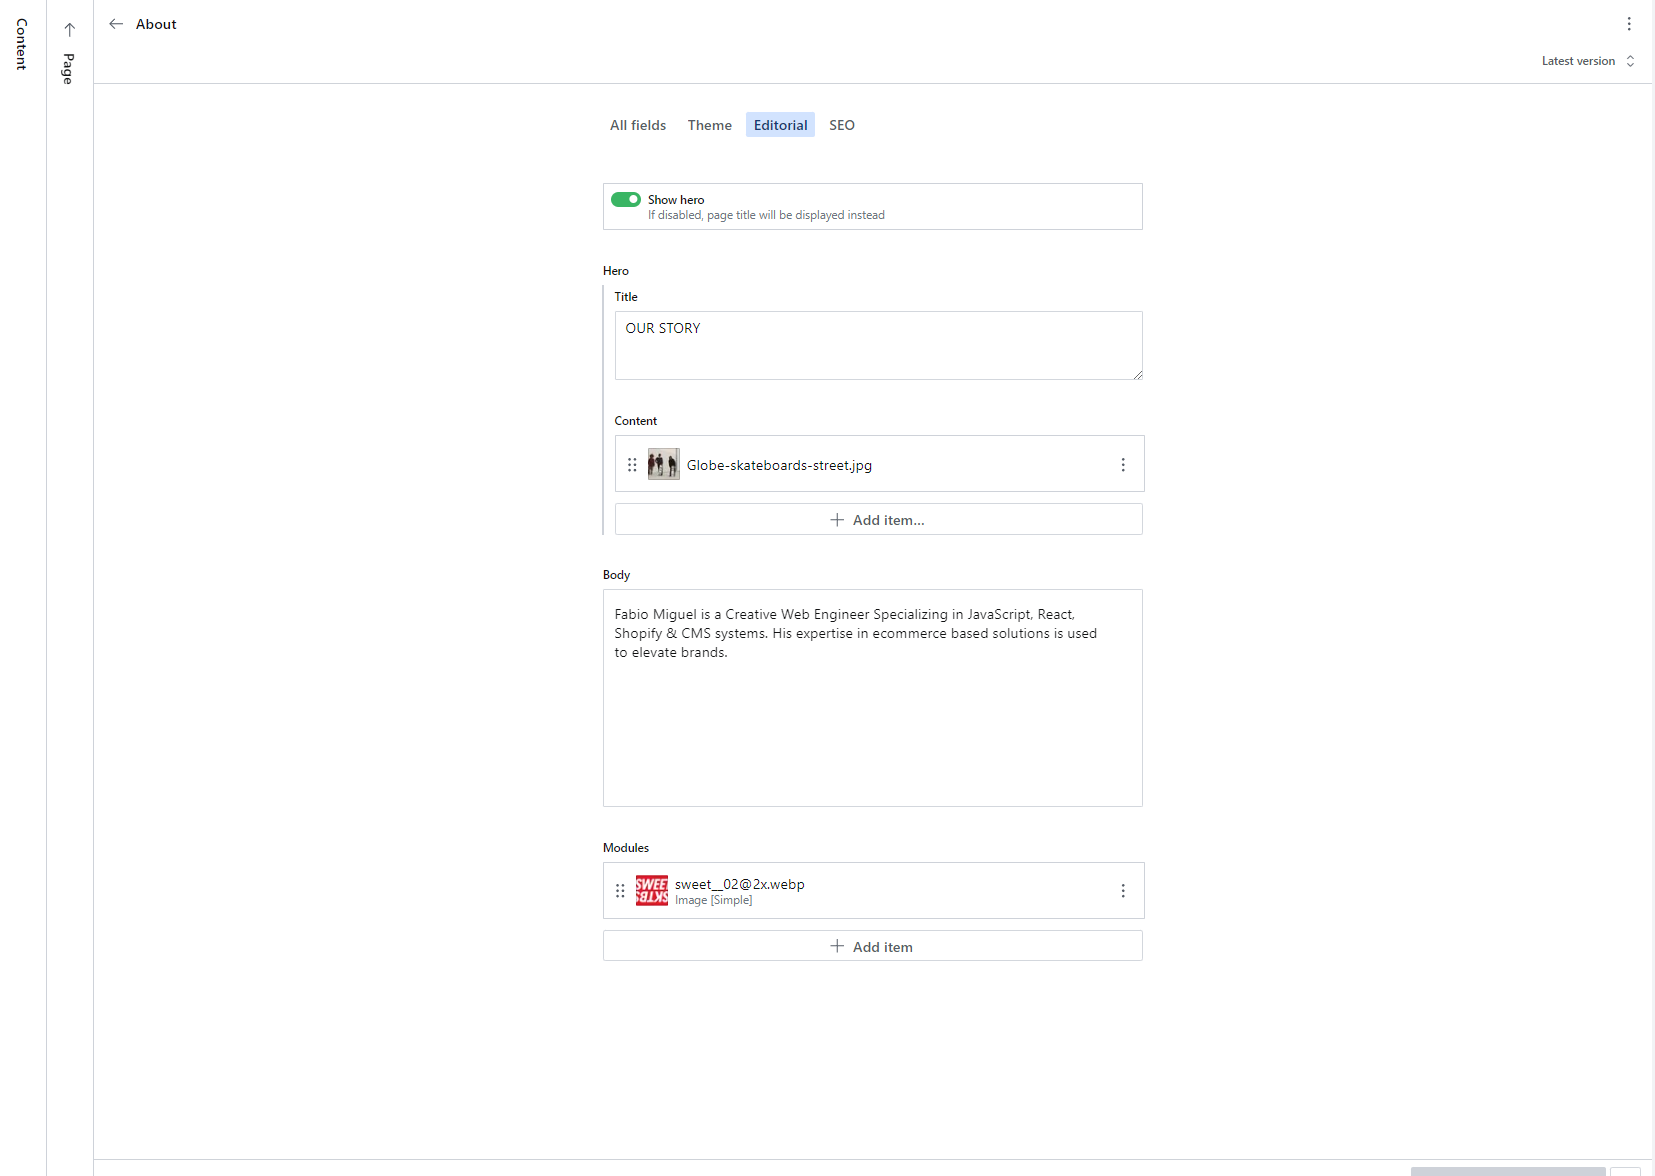 Content
Page
About
Latest version
All fields Theme Editorial SEO
Show hero
If disabled, page title will be displayed instead
Hero
Title
OUR STORY
Content
Globe-skateboards-street.jpg
Add item...
Body
Fabio Miguel is a Creative Web Engineer Specializing in JavaScript, React,
Shopify & CMS systems. His expertise in ecommerce based solutions is used
to elevate brands.
Modules
SWEE
SKTBS
sweet__02@2x.webp
Image [Simple]
Add item